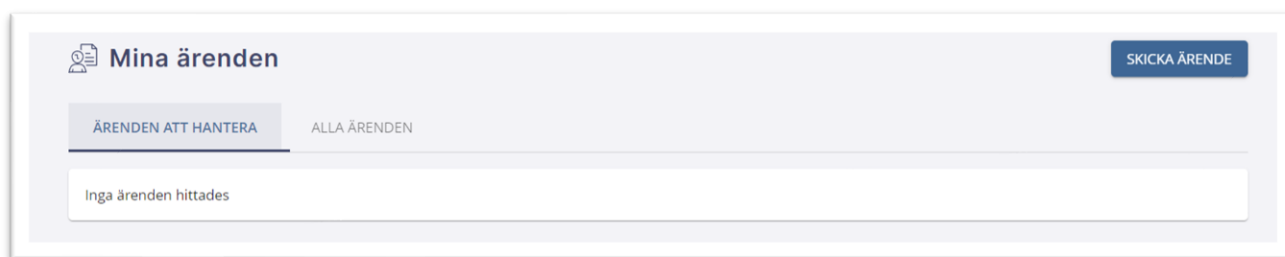 Mina ärenden
SKICKA ÄRENDE
ÄRENDEN ATT HANTERA
ALLA ÄRENDEN
Inga ärenden hittades